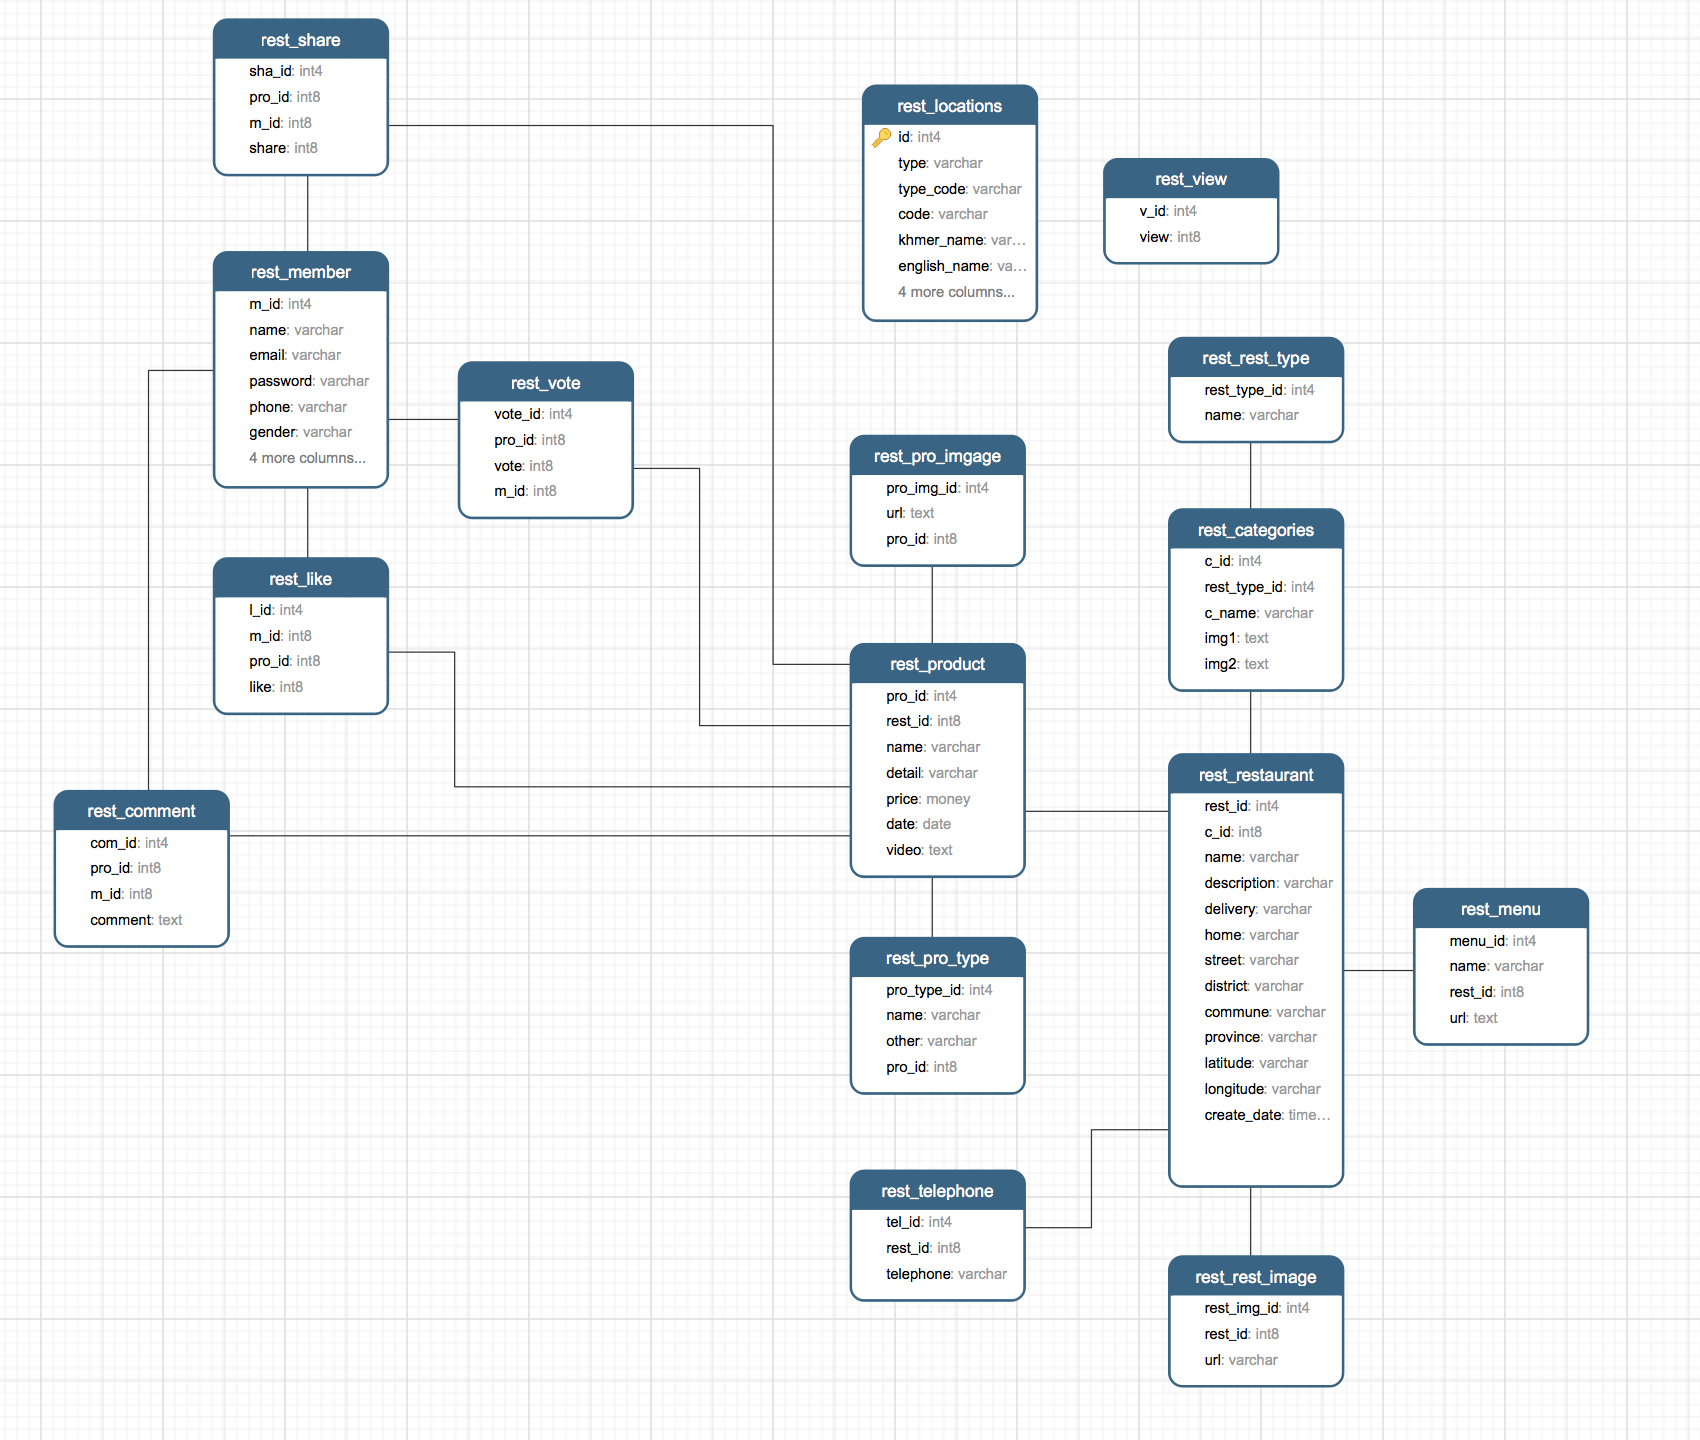 rest_share
sha_id: int4
pro_id: int8
m_id: int8
share: int8
rest_locations
id: int4
type: varchar
type_code: varchar
code: varchar
khmer_name: var...
english_name: va...
4 more columns...
rest_view
v_id: int4
view: int8
rest_member
m_id: int4
name: varchar
email: varchar
password: varchar
phone: varchar
gender: varchar
4 more columns...
rest_vote
vote_id: int4
pro_id: int8
vote: int8
m_id: int8
rest_rest_type
rest_type_id: int4
name: varchar
rest_pro_imgage
pro_img_id: int4
url: text
pro_id: int8
rest_categories
c_id: int4
rest_type_id: int4
c_name: varchar
img1: text
img2: text
rest_like
l_id: int4
m_id: int8
pro_id: int8
like: int8
rest_product
pro_id: int4
rest_id: int8
name: varchar
detail: varchar
price: money
date: date
video: text
rest_restaurant
rest_id: int4
c_id: int8
name: varchar
description: varchar
delivery: varchar
home: varchar
street: varchar
district: varchar
commune: varchar
province: varchar
latitude: varchar
longitude: varchar
create_date: time...
rest_comment
com_id: int4
pro_id: int8
m_id: int8
comment: text
rest_menu
menu_id: int4
name: varchar
rest_id: int8
url: text
rest_pro_type
pro_type_id: int4
name: varchar
other: varchar
pro_id: int8
rest_telephone
tel_id: int4
rest_id: int8
telephone: varchar
rest_rest_image
rest_img_id: int4
rest_id: int8
url: varchar